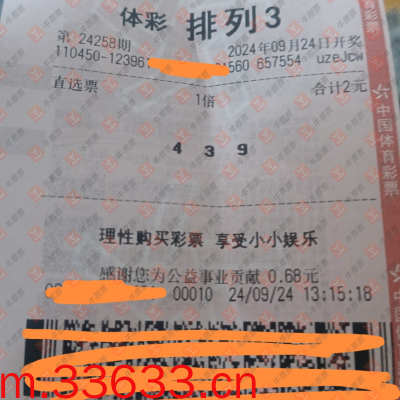 体彩 排列3
第 24258期 2024年09月24日开奖
110450-12396 560 657554 uzeJcw
直选票 1倍 合计2元
4 3 9
理性购买彩票 享受小小娱乐
感谢您为公益事业贡献 0.68元
00010 24/09/24 13:15:18
中国体育彩票
m.33633.cn